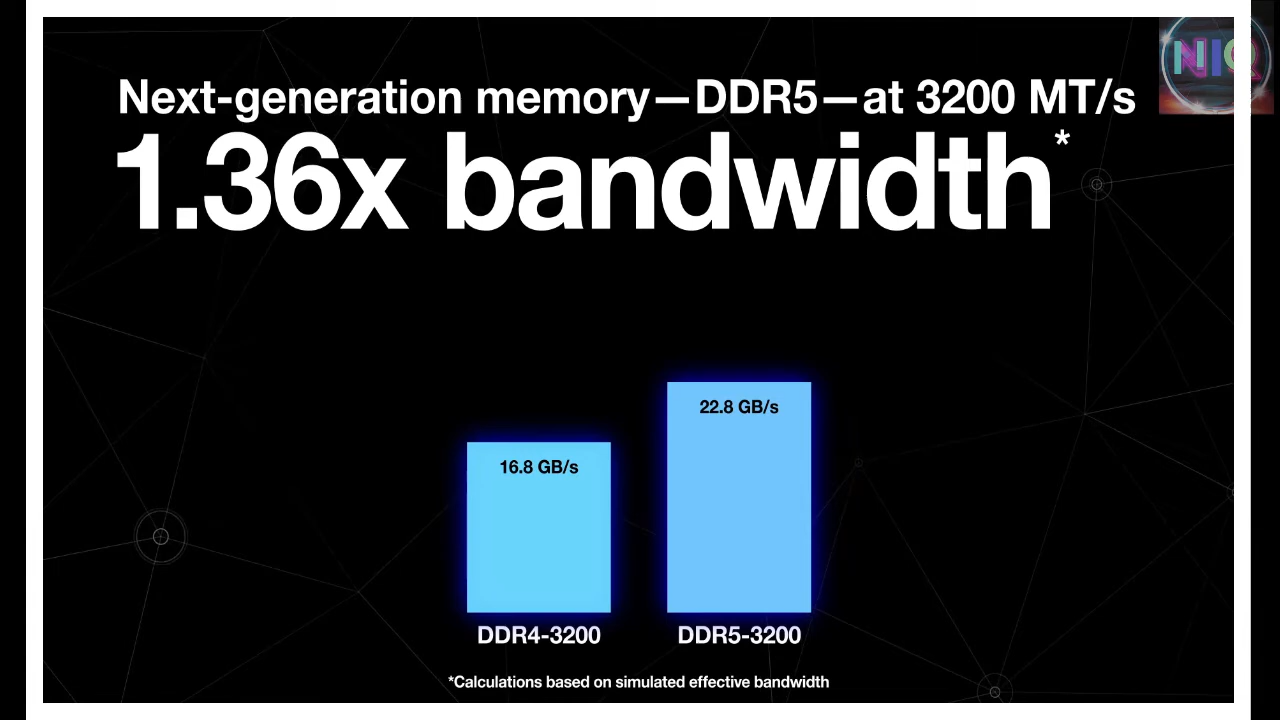 NIQ
Next-generation memory—DDR5—at 3200 MT/s
1.36x bandwidth*
22.8 GB/s
16.8 GB/s
DDR4-3200 DDR5-3200
*Calculations based on simulated effective bandwidth